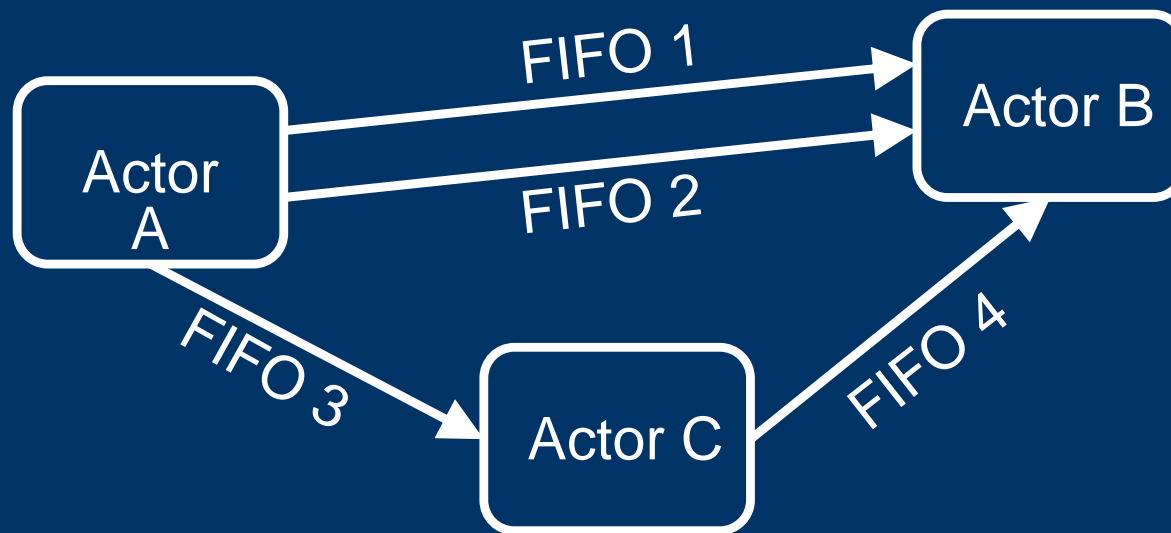 FIFO 1
Actor B
Actor
A
FIFO 2
FIFO 3
FIFO 4
Actor C